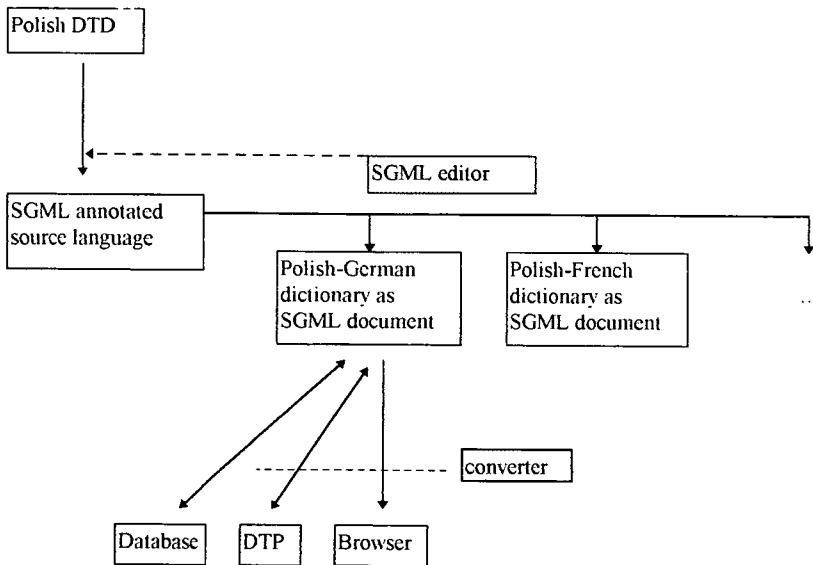 Polish DTD
SGML editor
SGML annotated
source language
Polish-German
dictionary as
SGML document
Polish-French
dictionary as
SGML document
..
converter
Database
DTP
Browser